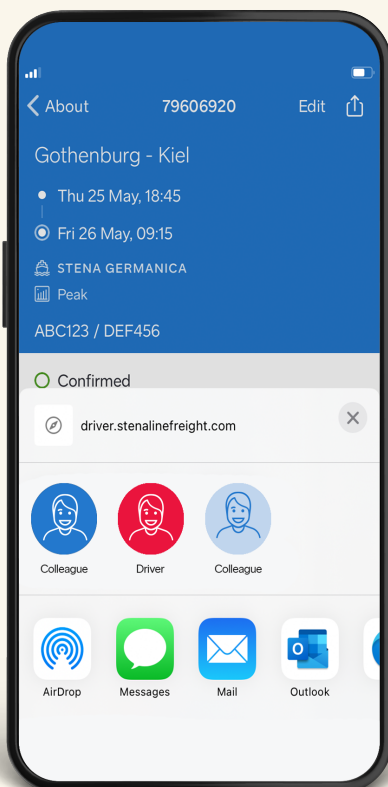 About 79606920 Edit
Gothenburg - Kiel
Thu 25 May, 18:45
Fri 26 May, 09:15
STENA GERMANICA
Peak
ABC123 / DEF456
Confirmed
driver.stenalinefreight.com
Colleague Driver Colleague
AirDrop Messages Mail Outlook